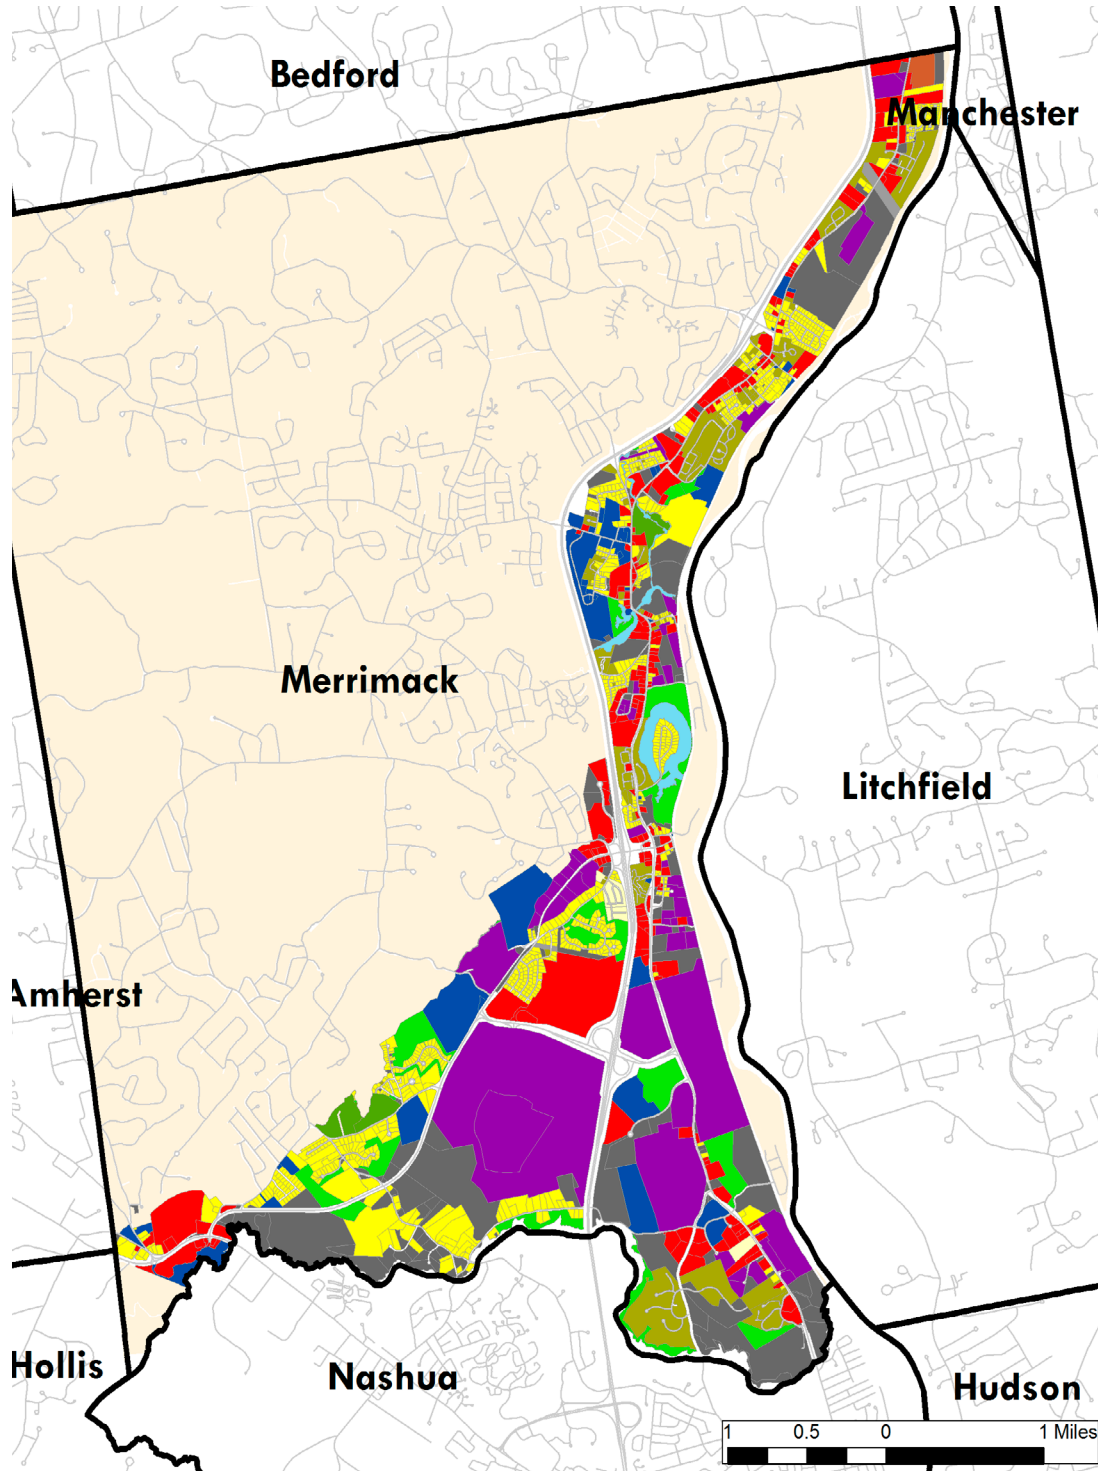 Bedford
Manchester
Merrimack
Litchfield
Amherst
Hollis
Nashua
Hudson
1 0.5 0 1 Miles